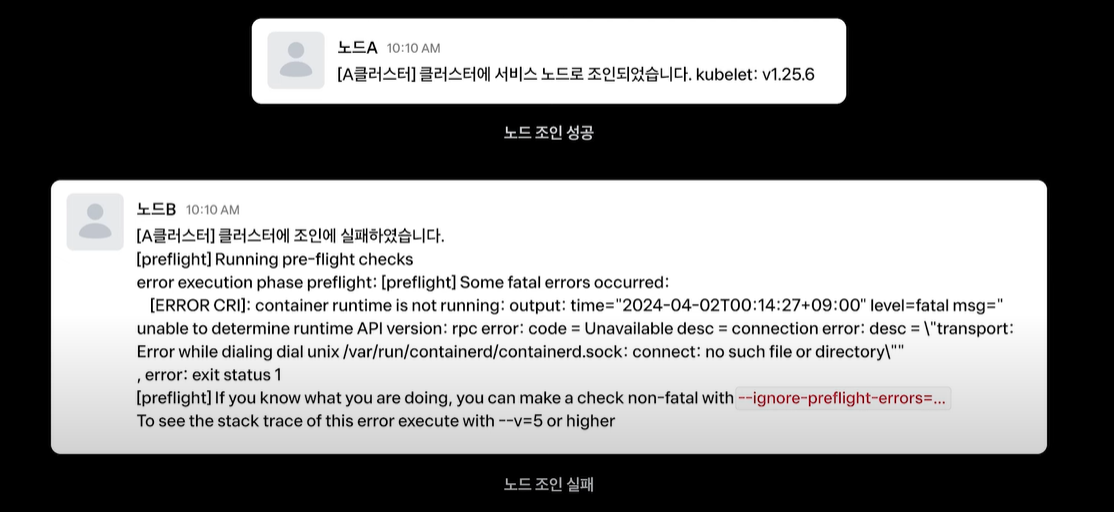 노드A 10:10 AM
[A클러스터] 클러스터에 서비스 노드로 조인되었습니다. kubelet: v1.25.6
노드 조인 성공
노드B 10:10 AM
[A클러스터] 클러스터에 조인에 실패하였습니다.
[preflight] Running pre-flight checks
error execution phase preflight: [preflight] Some fatal errors occurred:
[ERROR CRI]: container runtime is not running: output: time="2024-04-02T00:14:27+09:00" level=fatal msg="
unable to determine runtime API version: rpc error: code = Unavailable desc = connection error: desc = \"transport:
Error while dialing dial unix /var/run/containerd/containerd.sock: connect: no such file or directory\""
, error: exit status 1
[preflight] If you know what you are doing, you can make a check non-fatal with --ignore-preflight-errors=...
To see the stack trace of this error execute with --v=5 or higher
노드 조인 실패